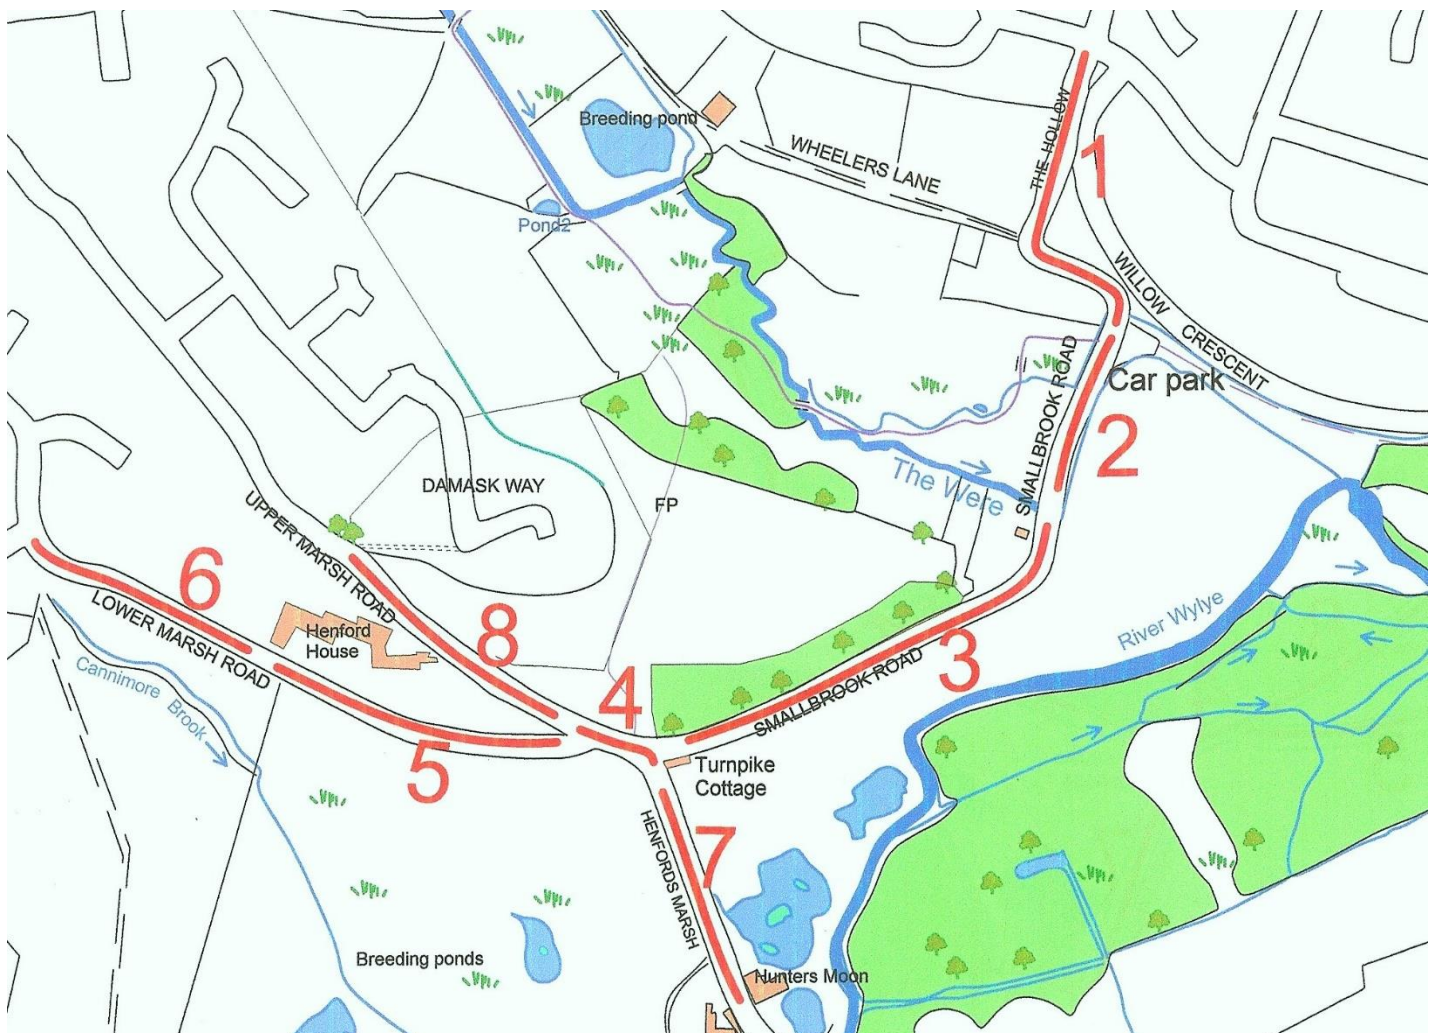 Breeding pond
WHEELERS LANE
THE HOLLOW
1
Pond2
WILLOW CRESCENT
SMALLBROOK ROAD
Car park
2
The Were
DAMASK WAY
FP
UPPER MARSH ROAD
6
LOWER MARSH ROAD
Henford
House
8
River Wylye
3
SMALLBROOK ROAD
4
Cannimore
Brook
5
Turnpike
Cottage
7
HENFORDS MARSH
Breeding ponds
Hunters Moon